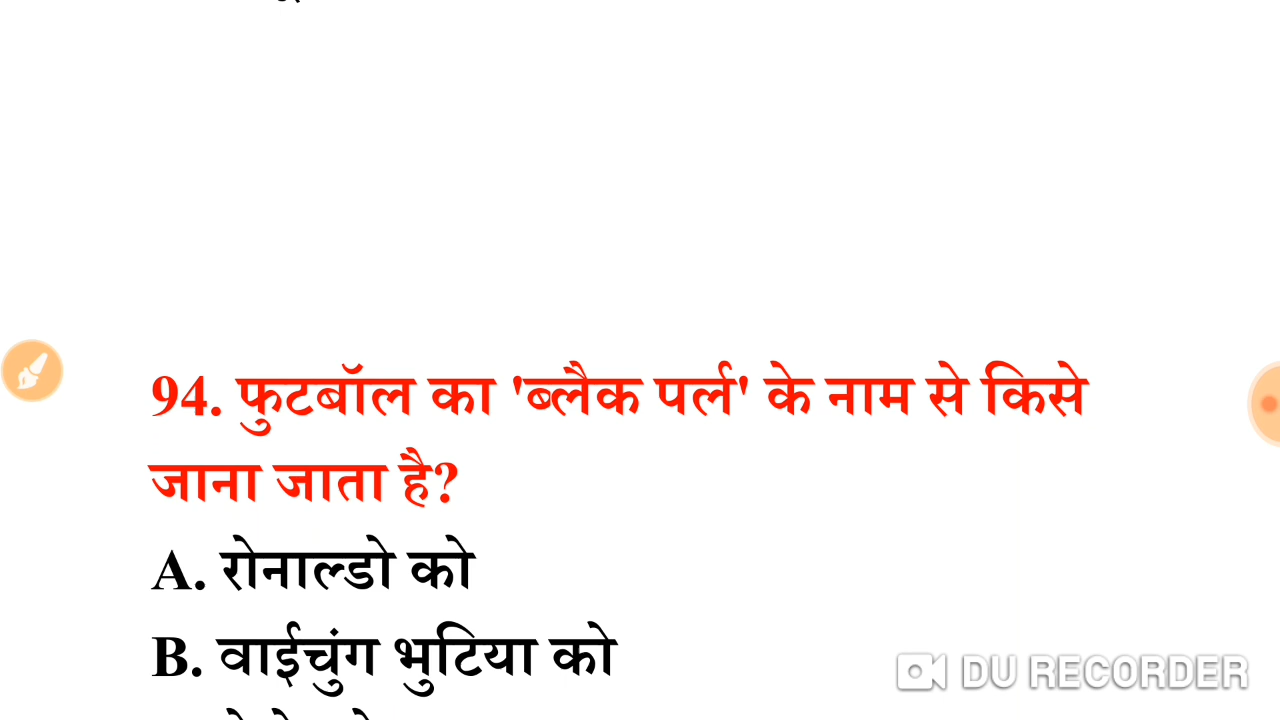 94. फुटबॉल का 'ब्लैक पर्ल' के नाम से किसे
जाना जाता है?
A. रोनाल्डो को
B. वाईचुंग भुटिया को
DU RECORDER